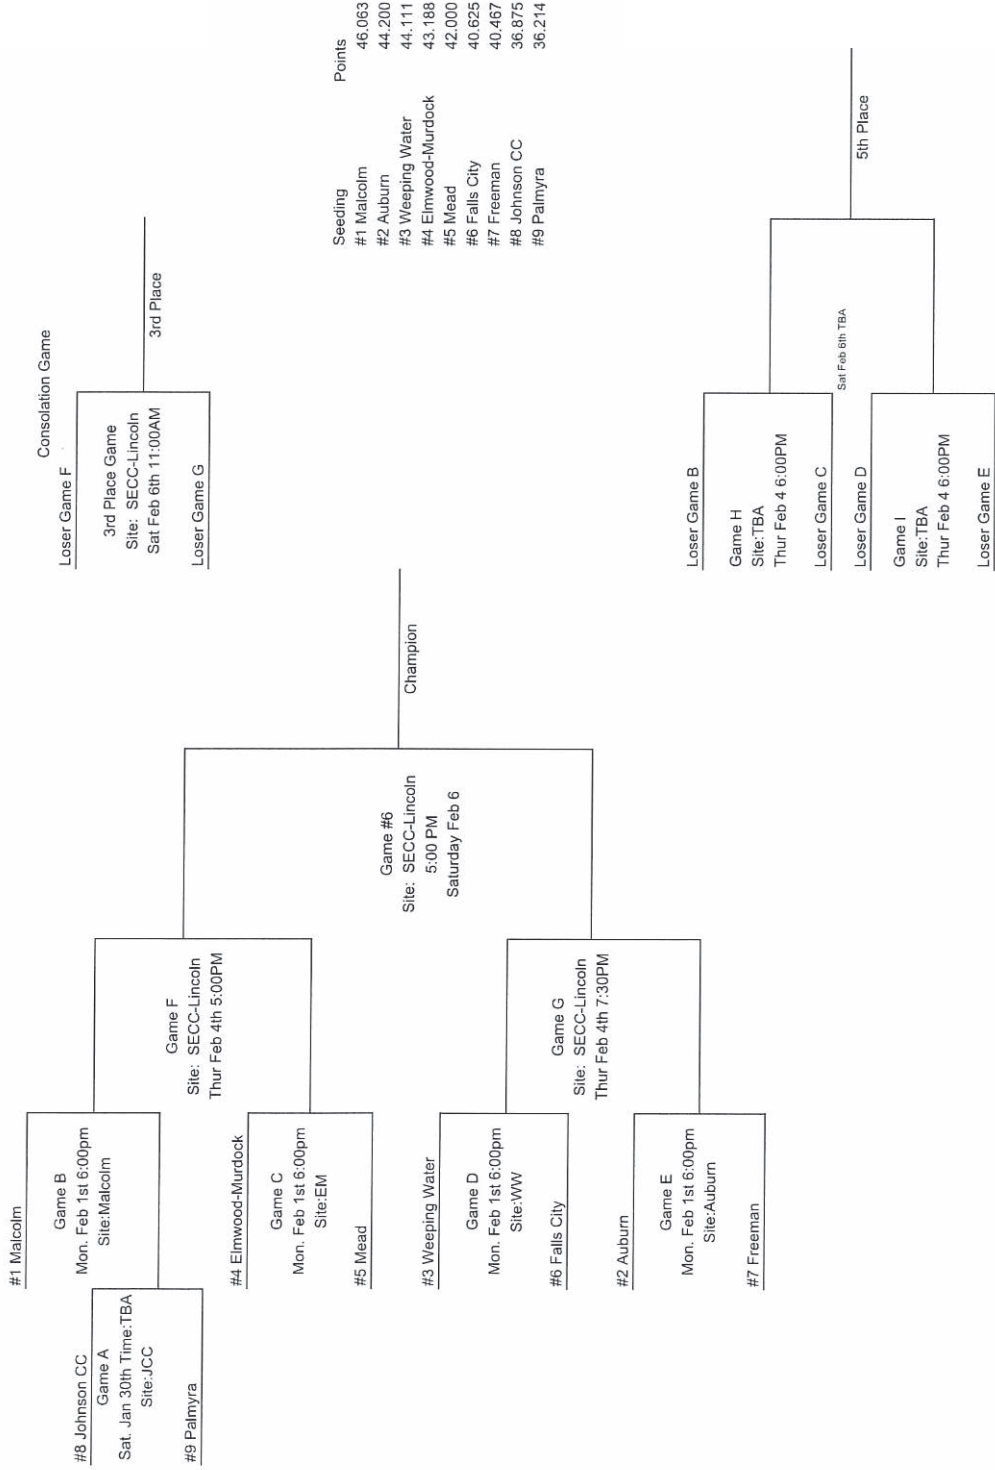 #1 Malcolm
Game B
Mon. Feb 1st 6:00pm
Site:Malcolm
#8 Johnson CC
Game A
Sat. Jan 30th Time:TBA
Site:JCC
#9 Palmyra
Game F
Site: SECC-Lincoln
Thur Feb 4th 5:00PM
#4 Elmwood-Murdock
Game C
Mon. Feb 1st 6:00pm
Site:EM
#5 Mead
Game #6
Site: SECC-Lincoln
5:00 PM
Saturday Feb 6
Champion
#3 Weeping Water
Game D
Mon. Feb 1st 6:00pm
Site:WW
#6 Falls City
Game G
Site: SECC-Lincoln
Thur Feb 4th 7:30PM
#2 Auburn
Game E
Mon. Feb 1st 6:00pm
Site:Auburn
#7 Freeman
Consolation Game
Loser Game F
3rd Place Game
Site: SECC-Lincoln
Sat Feb 6th 11:00AM
Loser Game G
3rd Place
Seeding Points
#1 Malcolm 46.063
#2 Auburn 44.200
#3 Weeping Water 44.111
#4 Elmwood-Murdock 43.188
#5 Mead 42.000
#6 Falls City 40.625
#7 Freeman 40.467
#8 Johnson CC 36.875
#9 Palmyra 36.214
Loser Game B
Game H
Site:TBA
Thur Feb 4 6:00PM
Loser Game C
Sat Feb 6th TBA
5th Place
Loser Game D
Game I
Site:TBA
Thur Feb 4 6:00PM
Loser Game E